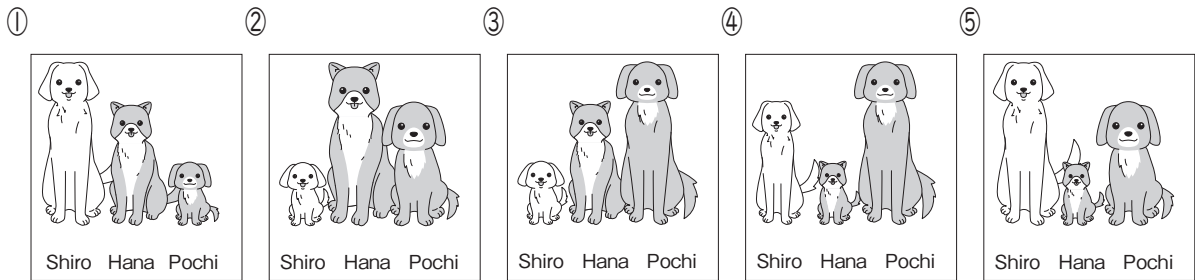 ① ② ③ ④ ⑤
Shiro Hana Pochi Shiro Hana Pochi Shiro Hana Pochi Shiro Hana Pochi Shiro Hana Pochi